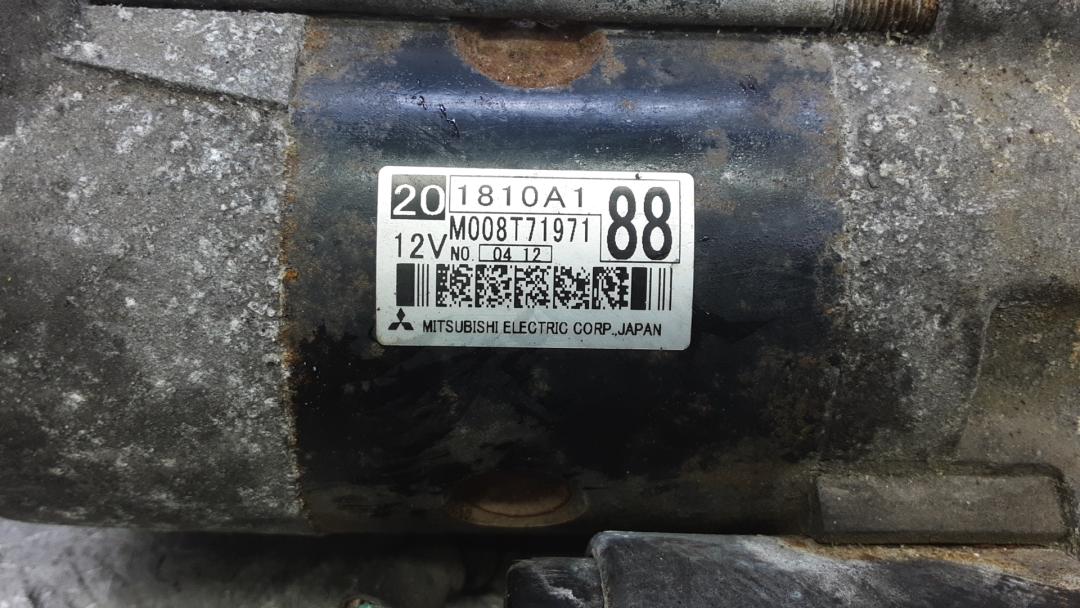 20 1810A1 88
12V M008T71971
NO. 04 12
MITSUBISHI ELECTRIC CORP.,JAPAN